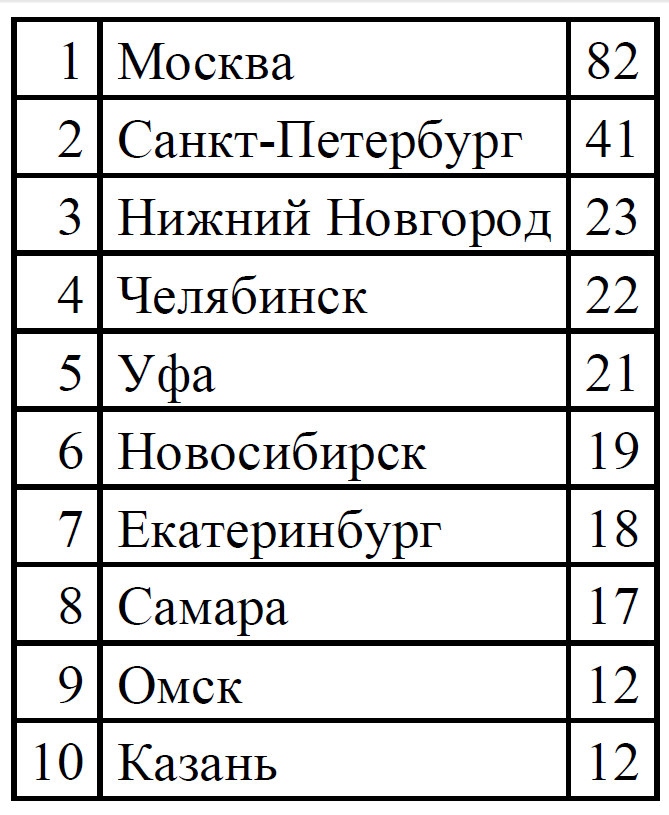 1 Москва 82
2 Санкт-Петербург 41
3 Нижний Новгород 23
4 Челябинск 22
5 Уфа 21
6 Новосибирск 19
7 Екатеринбург 18
8 Самара 17
9 Омск 12
10 Казань 12